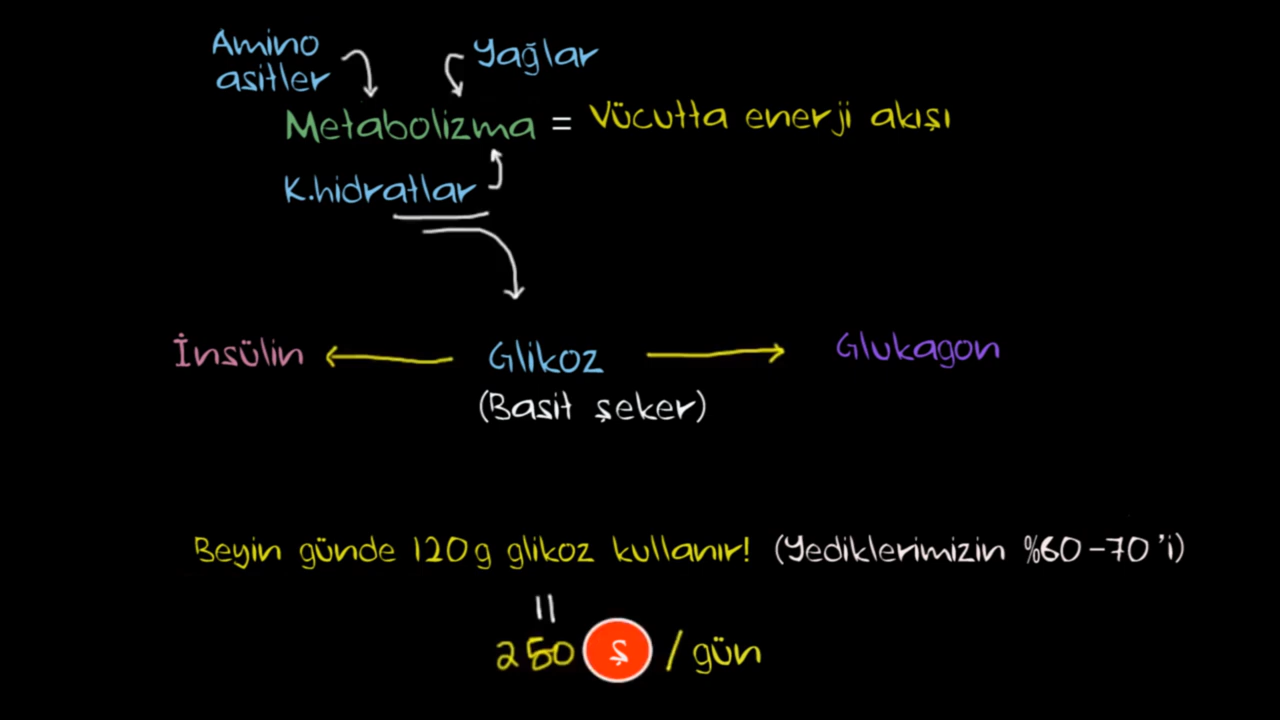 Amino
asitler
Yağlar
Metabolizma = Vücutta enerji akışı
K.hidratlar
İnsülin
Glikoz
Glukagon
(Basit şeker)
Beyin günde 120g glikoz kullanır! (Yediklerimizin %60-70'i)
=
250 Ş / gün